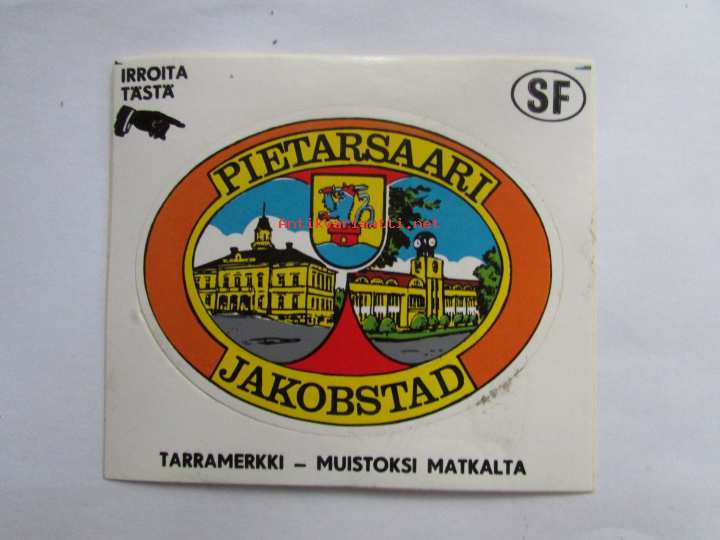 IRROITA
TÄSTÄ
SF
PIETARSAARI
Antikvariaatti.net
JAKOBSTAD
TARRAMERKKI – MUISTOKSI MATKALTA